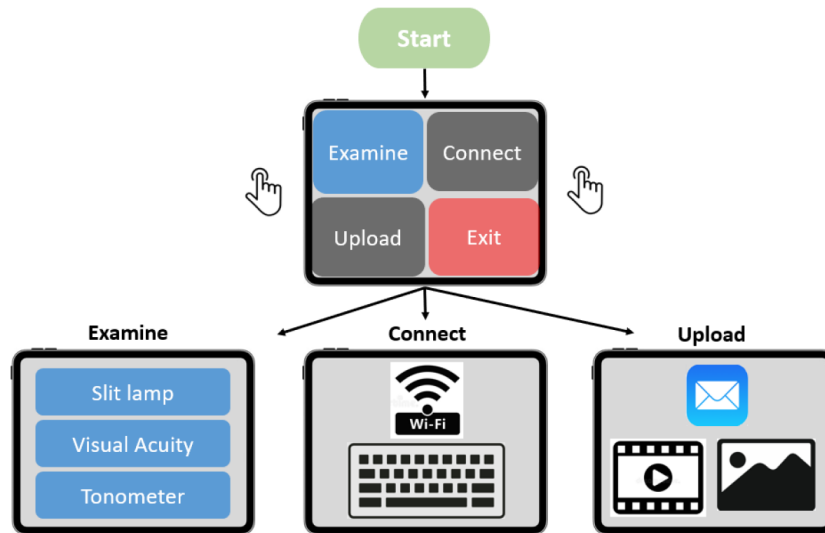 Start
Examine
Connect
Upload
Exit
Examine
Connect
Upload
Slit lamp
Visual Acuity
Tonometer
Wi-Fi